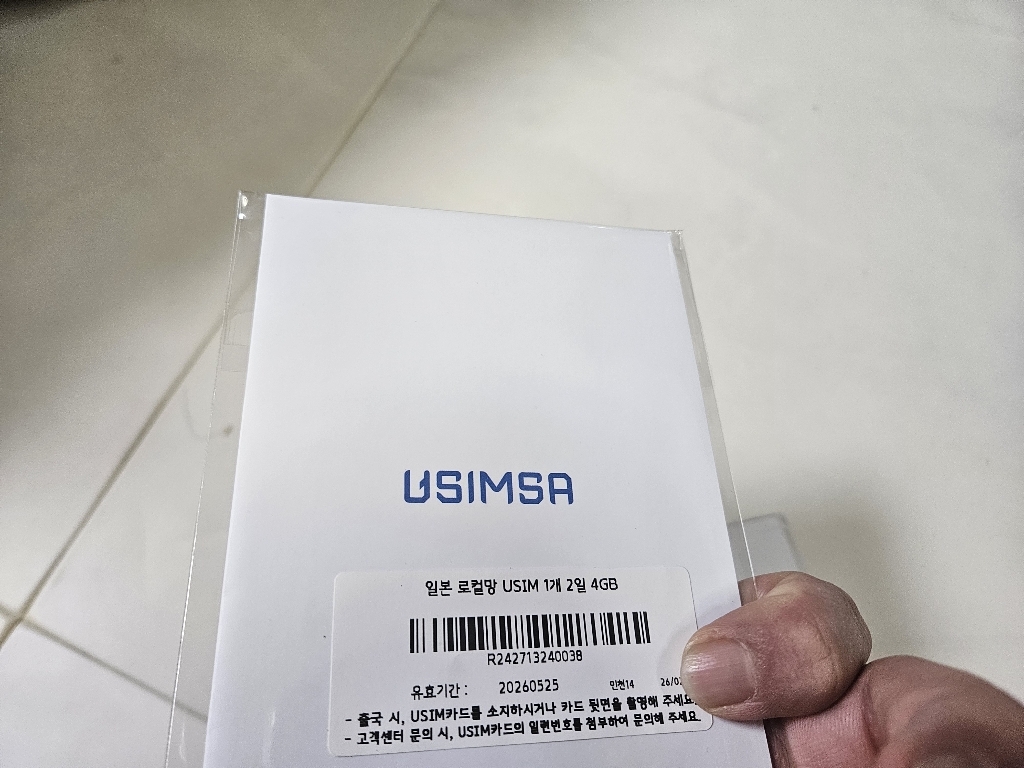 USIMSA
일본 로컬망 USIM 1개 2일 4GB
R242713240038
유효기간 : 20260525 인천14 26/02
- 출국 시, USIM카드를 소지하시거나 카드 뒷면을 촬영해 주세요.
- 고객센터 문의 시, USIM카드의 일련번호를 첨부하여 문의해 주세요.